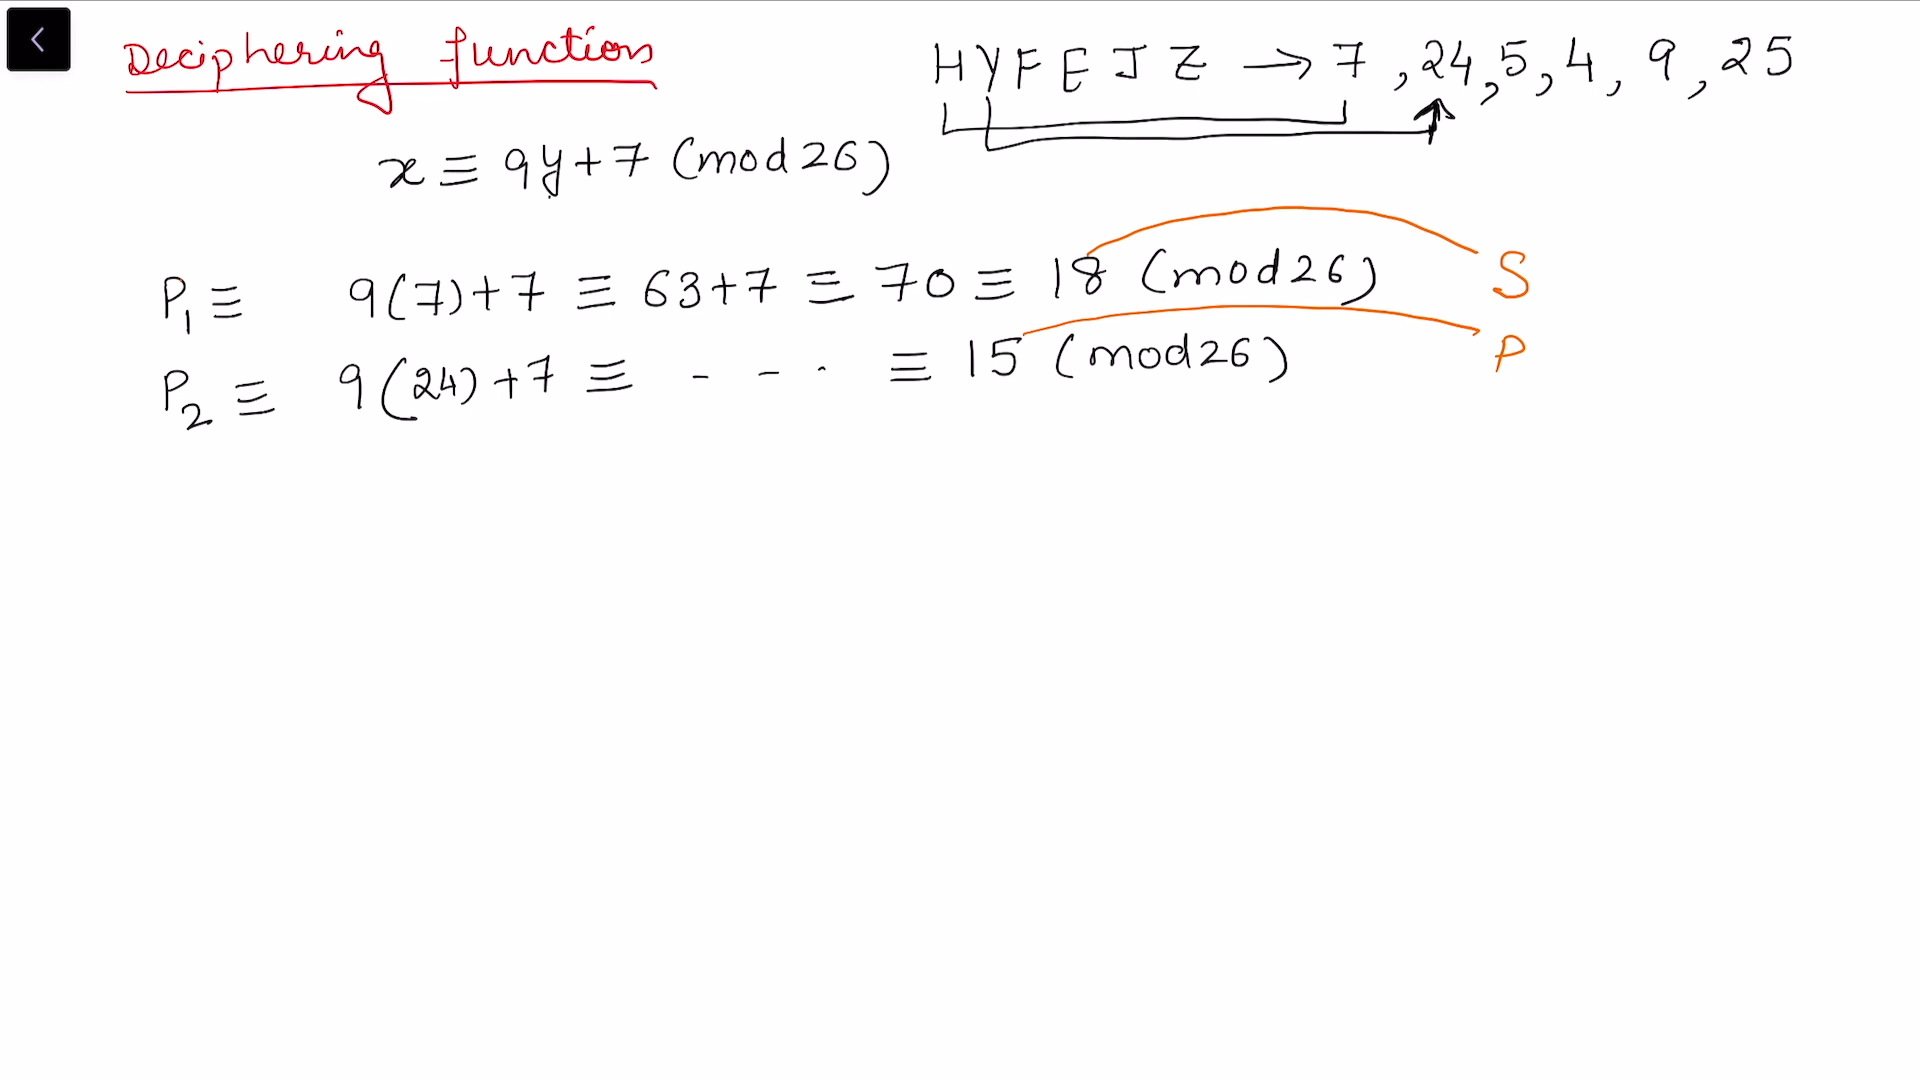 Deciphering function
HYFEJZ → 7, 24, 5, 4, 9, 25
x ≡ 9y + 7 (mod 26)
P₁ ≡ 9(7)+7 ≡ 63+7 ≡ 70 ≡ 18 (mod 26) S
P₂ ≡ 9(24)+7 ≡ - - . ≡ 15 (mod 26) P